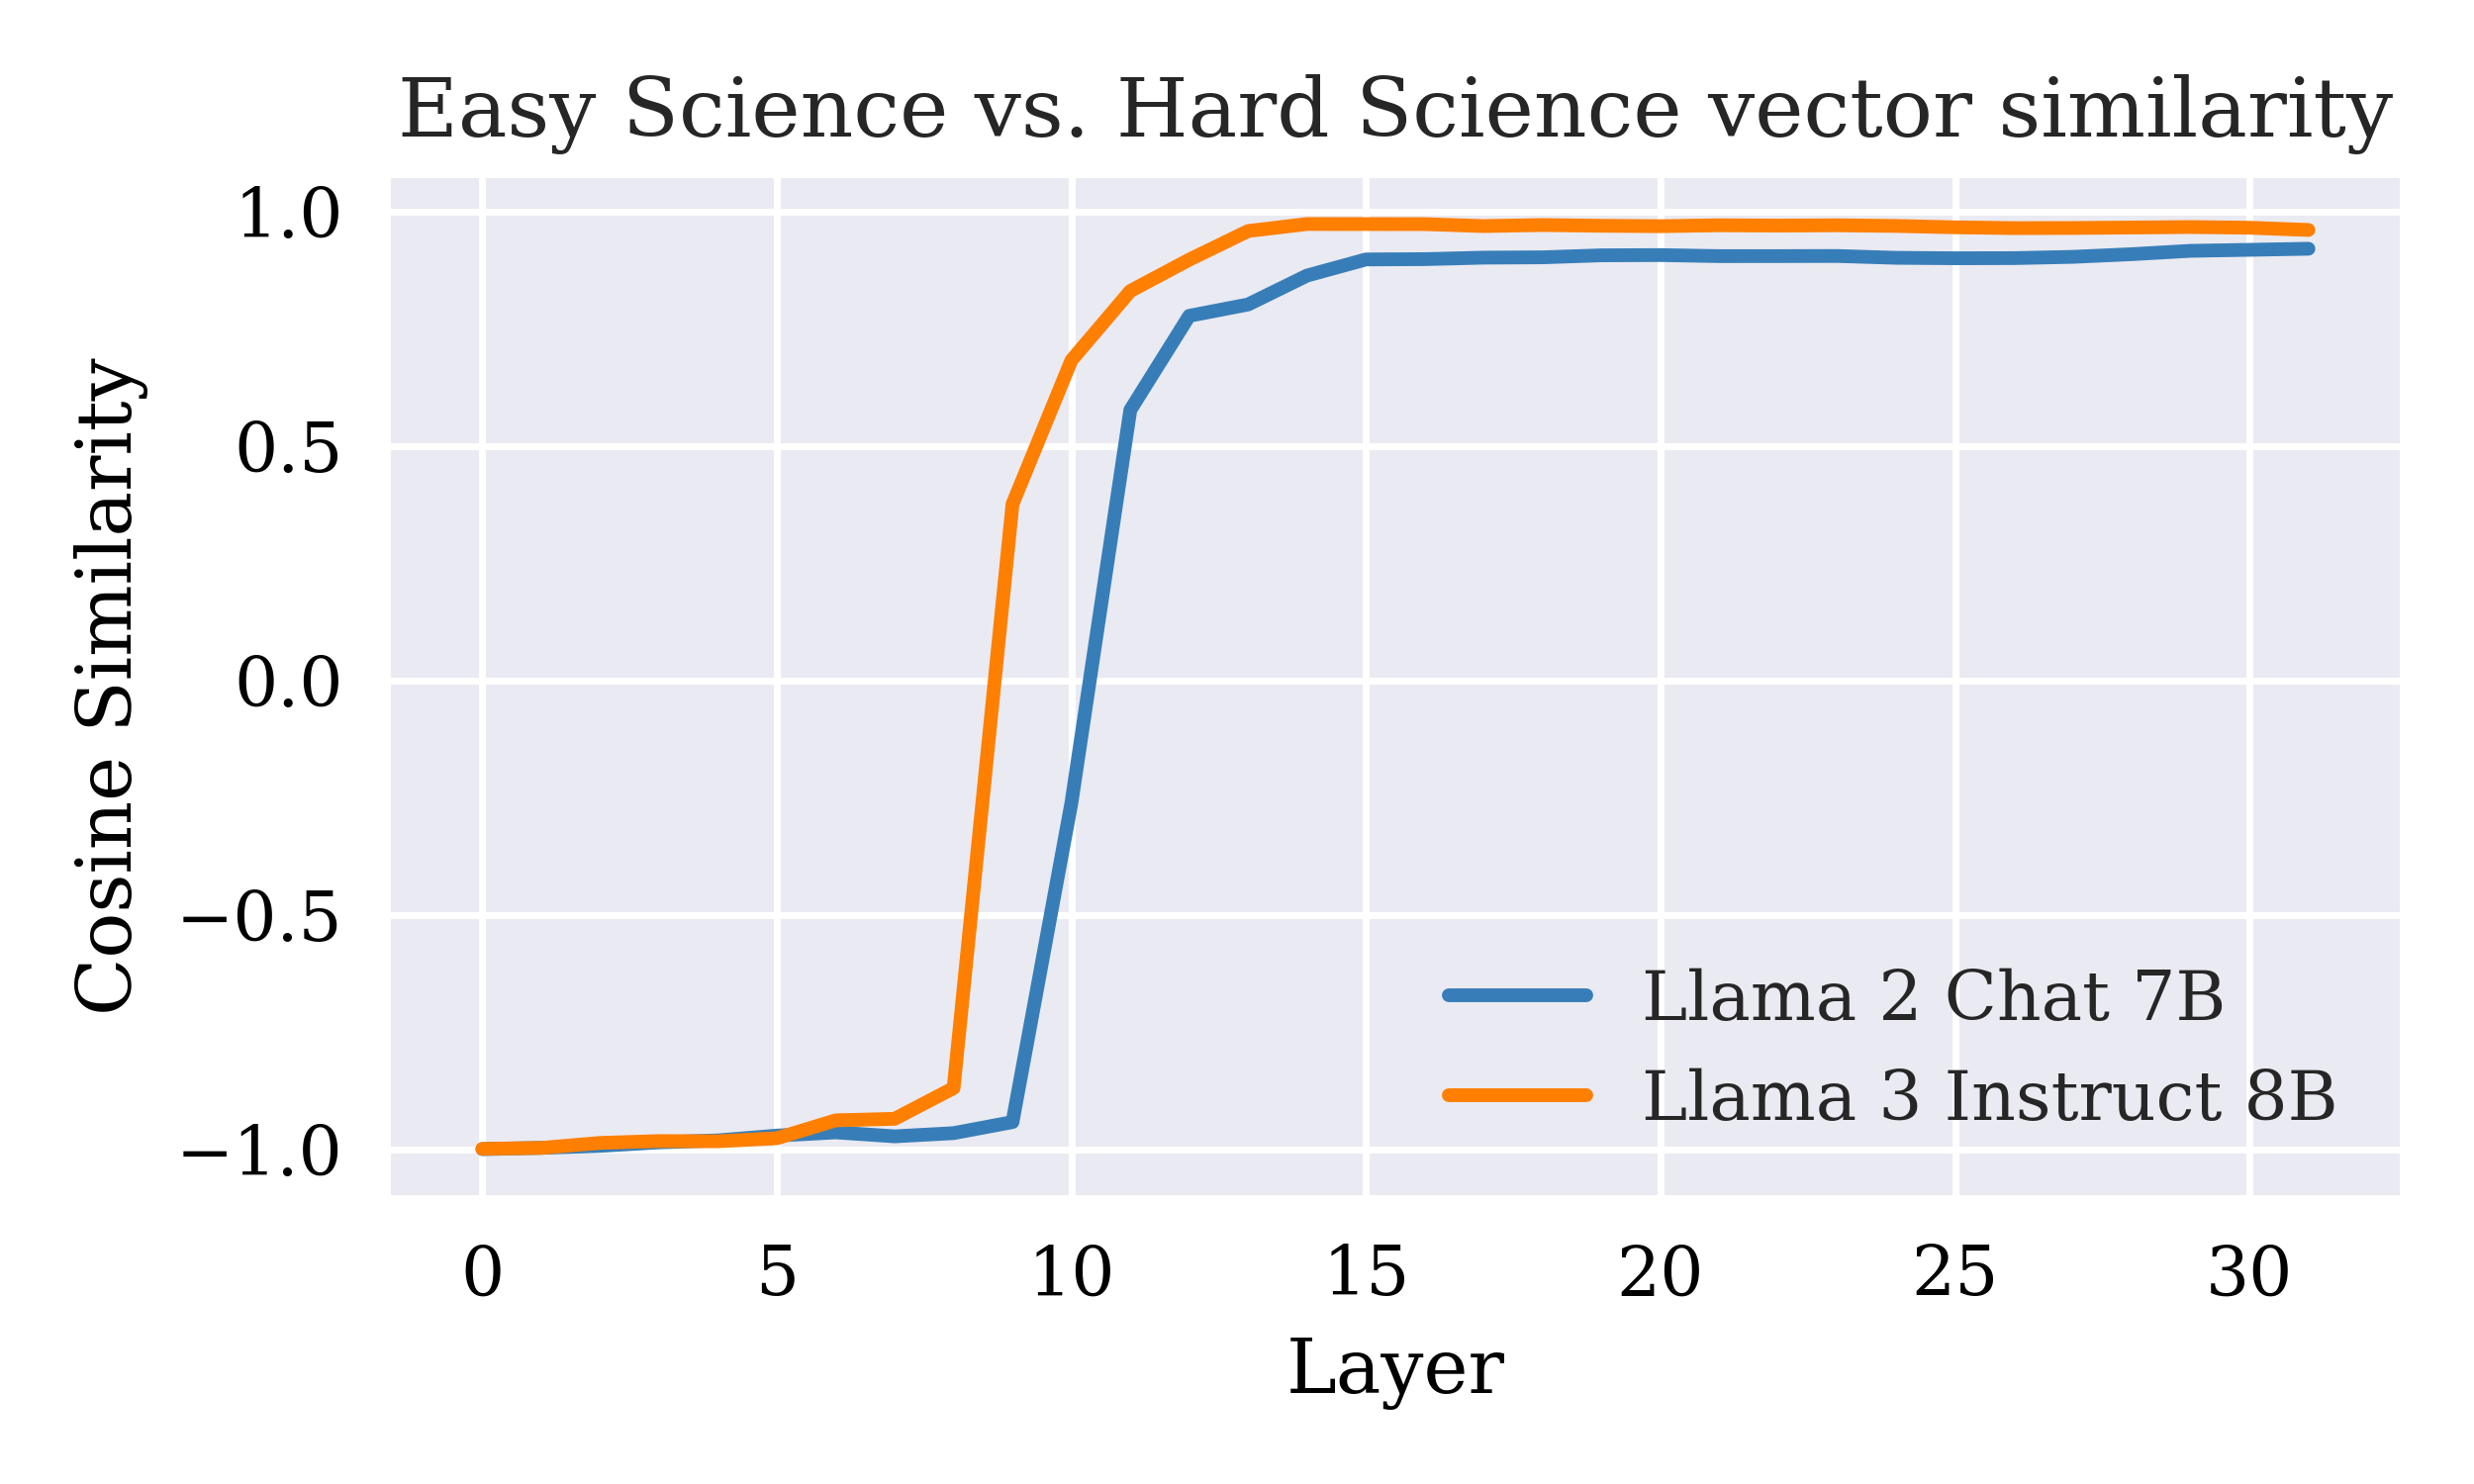 Easy Science vs. Hard Science vector similarity
1.0
0.5
0.0
−0.5
−1.0
Cosine Similarity
Llama 2 Chat 7B
Llama 3 Instruct 8B
0 5 10 15 20 25 30
Layer